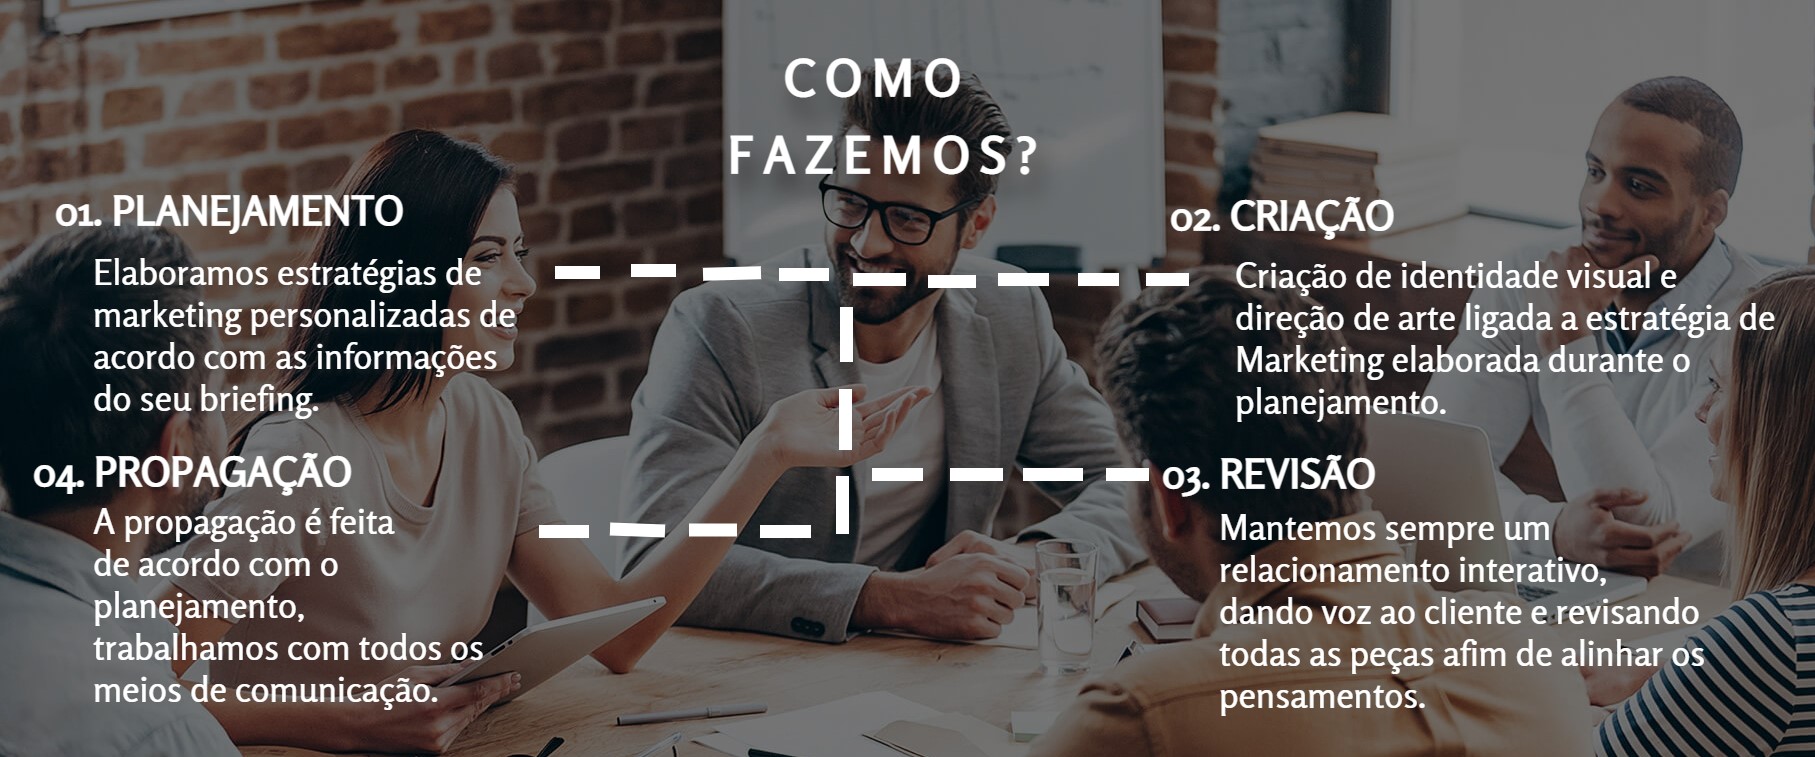 COMO
FAZEMOS?
01. PLANEJAMENTO
Elaboramos estratégias de
marketing personalizadas de
acordo com as informações
do seu briefing.
02. CRIAÇÃO
Criação de identidade visual e
direção de arte ligada a estratégia de
Marketing elaborada durante o
planejamento.
03. REVISÃO
Mantemos sempre um
relacionamento interativo,
dando voz ao cliente e revisando
todas as peças afim de alinhar os
pensamentos.
04. PROPAGAÇÃO
A propagação é feita
de acordo com o
planejamento,
trabalhamos com todos os
meios de comunicação.